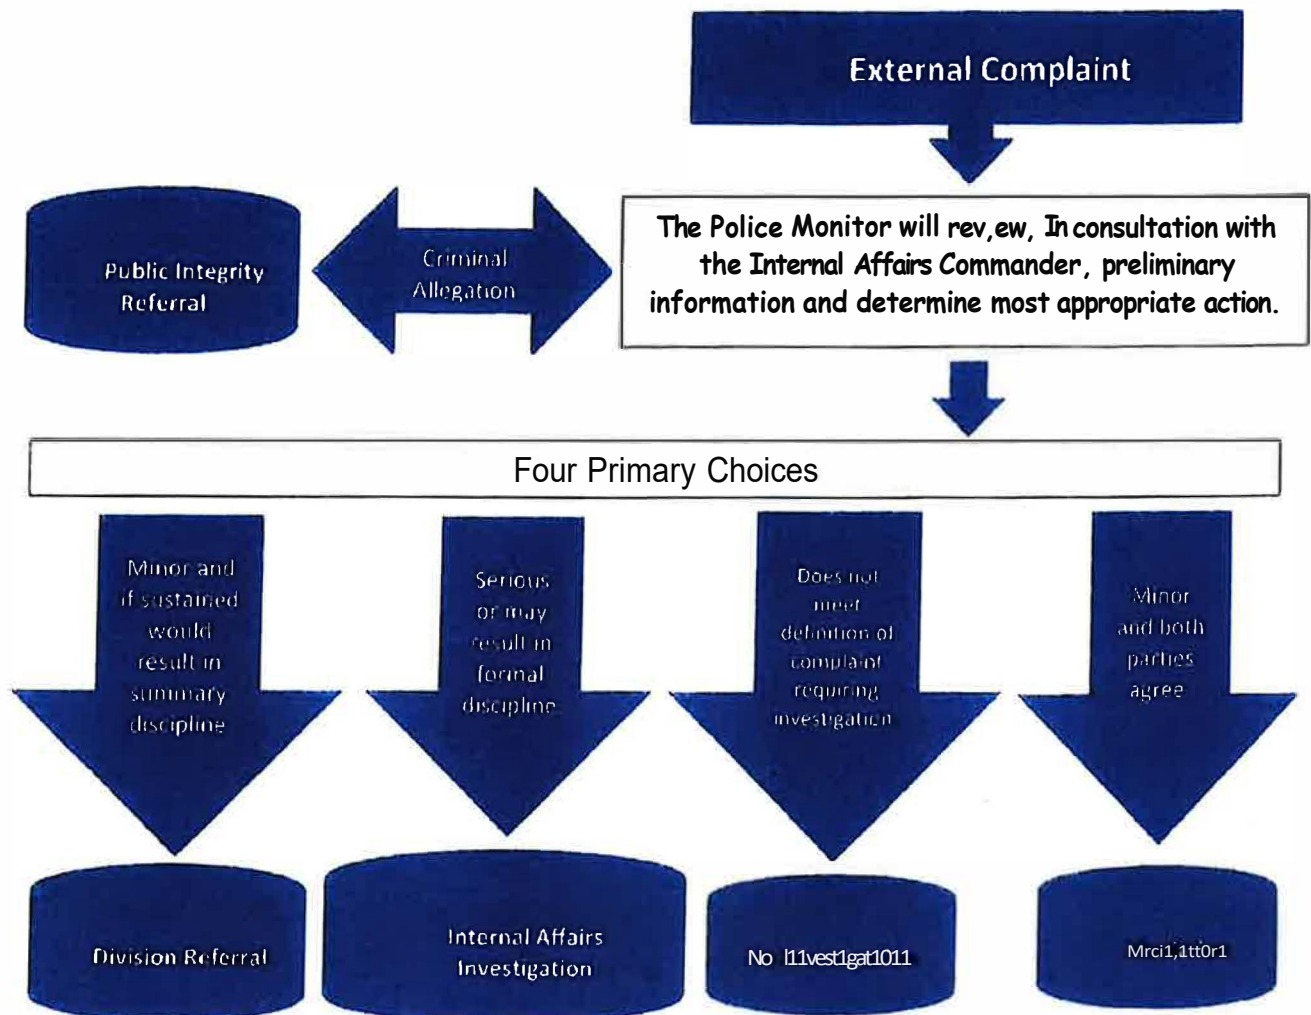 External Complaint
The Police Monitor will rev,ew, In consultation with
the Internal Affairs Commander, preliminary
information and determine most appropriate action.
Criminal
Allegation
Public Integrity
Referral
Four Primary Choices
Minor and
if sustained
would
result in
summary
discipline
Serious
or may
result in
formal
discipline
Does not
meet
definition of
complaint
requiring
investigation
Minor
and both
parties
agree
Division Referral
Internal Affairs
Investigation
No l11vest1gat1011
Mrci1,1tt0r1